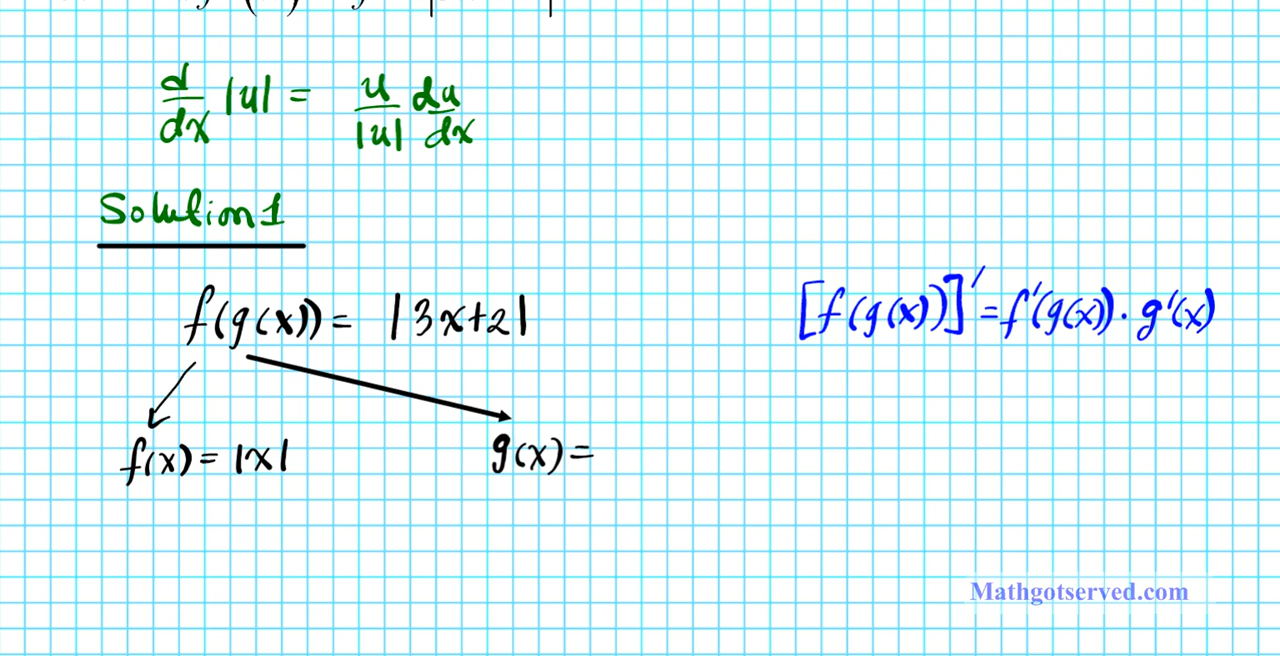 d/dx |u| = u/|u| du/dx
Solution 1
f(g(x)) = |3x+2|
[f(g(x))]' = f'(g(x)) · g'(x)
f(x) = |x|
g(x) =
Mathgotserved.com